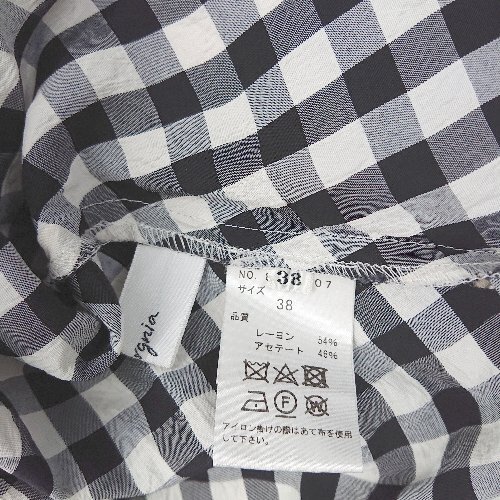 NO. 38 07
サイズ
38
品質
レーヨン 54%
アセテート 46%
F
W
アイロン掛けの際はあて布を使用
して下さい。